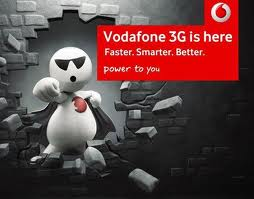 Vodafone 3G is here
Faster. Smarter. Better.
power to you